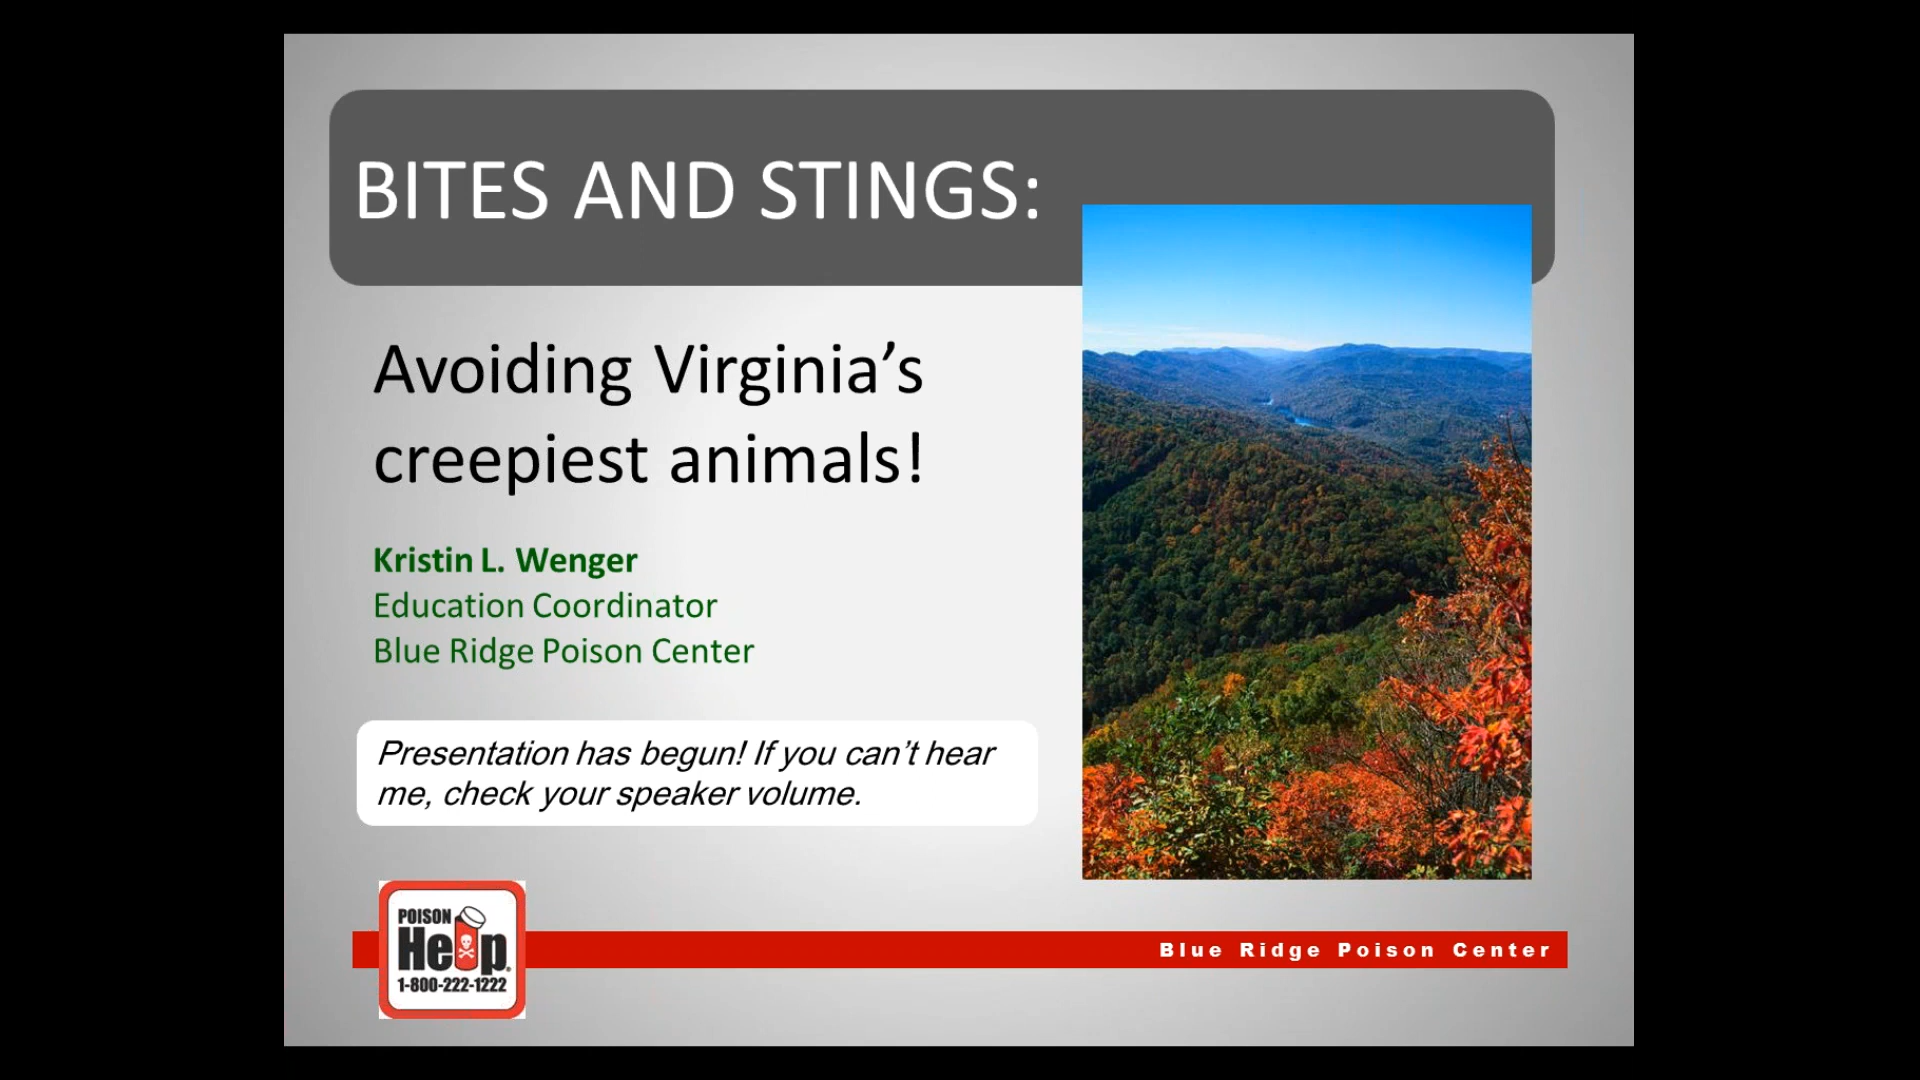 BITES AND STINGS:
Avoiding Virginia’s
creepiest animals!
Kristin L. Wenger
Education Coordinator
Blue Ridge Poison Center
Presentation has begun! If you can’t hear
me, check your speaker volume.
POISON
Help®
1-800-222-1222
Blue Ridge Poison Center